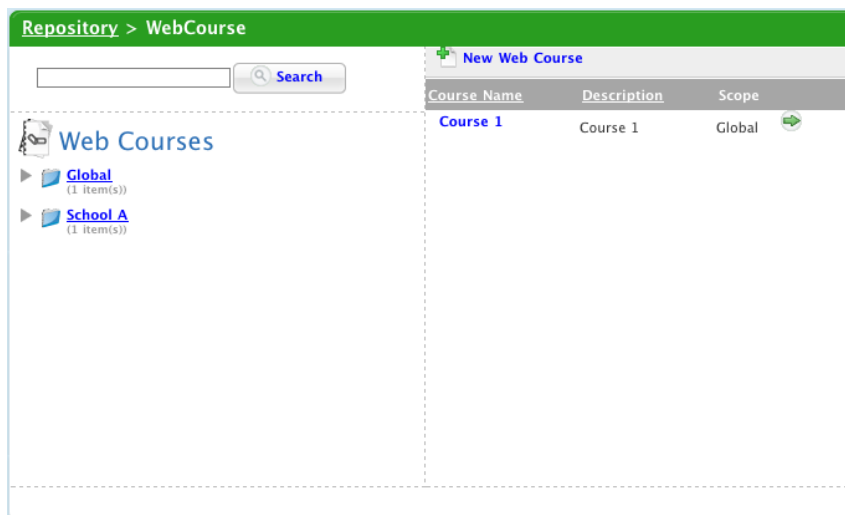 Repository > WebCourse
Search
Web Courses
Global
(1 item(s))
School A
(1 item(s))
New Web Course
Course Name Description Scope
Course 1 Course 1 Global